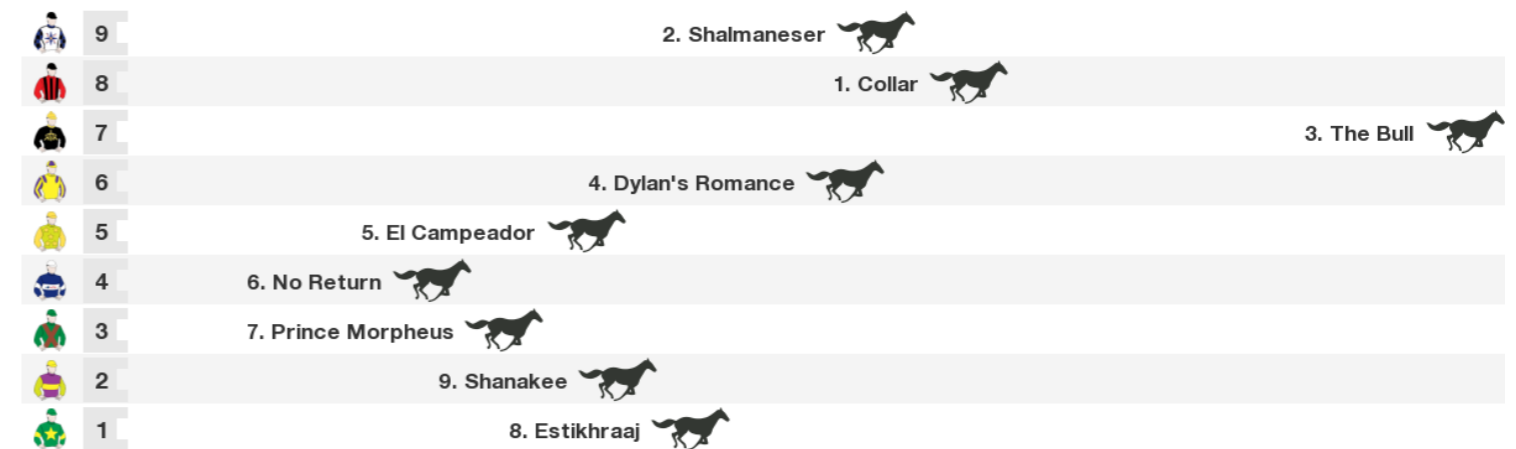 9 2. Shalmaneser
8 1. Collar
7 3. The Bull
6 4. Dylan's Romance
5 5. El Campeador
4 6. No Return
3 7. Prince Morpheus
2 9. Shanakee
1 8. Estikhraaj